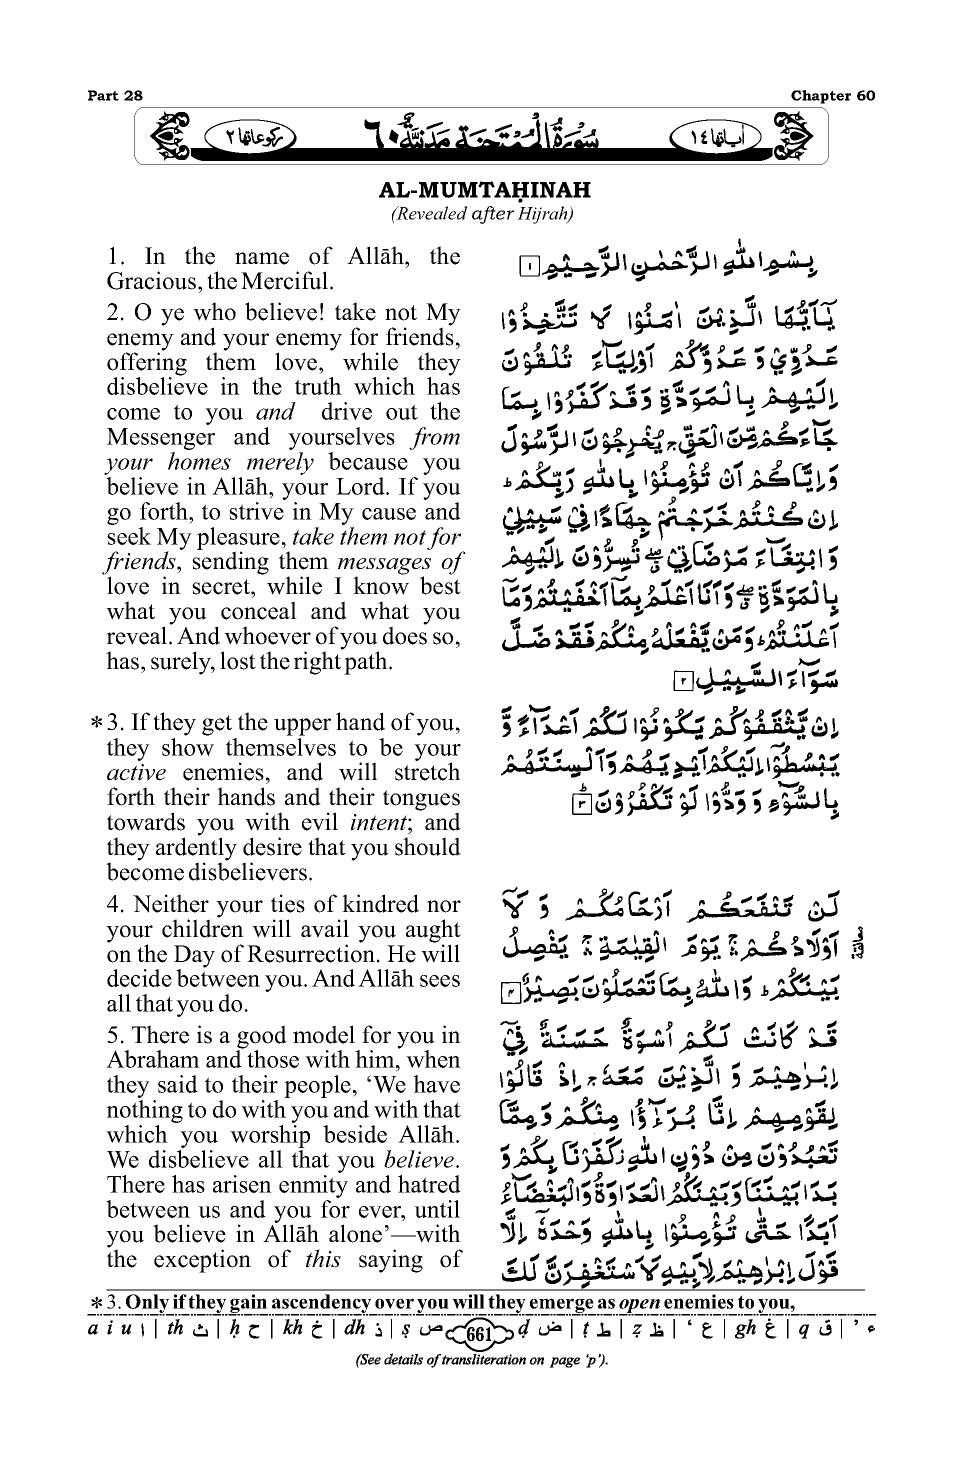 Part 28
Chapter 60
ركوعاتها ٢
سُوْرَةُ الْمُمْتَحِنَةِ مَدَنِيَّةٌ ٦٠
اٰياتها ١٤
AL-MUMTAḤINAH
(Revealed after Hijrah)
1. In the name of Allāh, the
Gracious, the Merciful.
2. O ye who believe! take not My
enemy and your enemy for friends,
offering them love, while they
disbelieve in the truth which has
come to you and drive out the
Messenger and yourselves from
your homes merely because you
believe in Allāh, your Lord. If you
go forth, to strive in My cause and
seek My pleasure, take them not for
friends, sending them messages of
love in secret, while I know best
what you conceal and what you
reveal. And whoever of you does so,
has, surely, lost the right path.
∗3. If they get the upper hand of you,
they show themselves to be your
active enemies, and will stretch
forth their hands and their tongues
towards you with evil intent; and
they ardently desire that you should
become disbelievers.
4. Neither your ties of kindred nor
your children will avail you aught
on the Day of Resurrection. He will
decide between you. And Allāh sees
all that you do.
5. There is a good model for you in
Abraham and those with him, when
they said to their people, ‘We have
nothing to do with you and with that
which you worship beside Allāh.
We disbelieve all that you believe.
There has arisen enmity and hatred
between us and you for ever, until
you believe in Allāh alone’—with
the exception of this saying of
بِسْمِ اللّٰهِ الرَّحْمٰنِ الرَّحِيْمِ ١
يٰۤاَيُّهَا الَّذِيْنَ اٰمَنُوْا لَا تَتَّخِذُوْا
عَدُوِّيْ وَ عَدُوَّكُمْ اَوْلِيَآءَ تُلْقُوْنَ
اِلَيْهِمْ بِالْمَوَدَّةِ وَقَدْ كَفَرُوْا بِمَا
جَآءَكُمْ مِّنَ الْحَقِّ ۚ يُخْرِجُوْنَ الرَّسُوْلَ
وَاِيَّاكُمْ اَنْ تُؤْمِنُوْا بِاللّٰهِ رَبِّكُمْ ؕ
اِنْ كُنْتُمْ خَرَجْتُمْ جِهَادًا فِيْ سَبِيْلِيْ
وَابْتِغَآءَ مَرْضَاتِيْ ۖ تُسِرُّوْنَ اِلَيْهِمْ
بِالْمَوَدَّةِ ۖ وَاَنَا اَعْلَمُ بِمَاۤ اَخْفَيْتُمْ وَمَاۤ
اَعْلَنْتُمْ ؕ وَمَنْ يَّفْعَلْهُ مِنْكُمْ فَقَدْ ضَلَّ
سَوَآءَ السَّبِيْلِ ٢
اِنْ يَّثْقَفُوْكُمْ يَكُوْنُوْا لَكُمْ اَعْدَآءً وَّ
يَبْسُطُوْۤا اِلَيْكُمْ اَيْدِيَهُمْ وَاَلْسِنَتَهُمْ
بِالسُّوْٓءِ وَ وَدُّوْا لَوْ تَكْفُرُوْنَ ٣
لَنْ تَنْفَعَكُمْ اَرْحَامُكُمْ وَ لَاۤ
اَوْلَادُكُمْ ۚ يَوْمَ الْقِيٰمَةِ ۚ يَفْصِلُ
بَيْنَكُمْ ؕ وَاللّٰهُ بِمَا تَعْمَلُوْنَ بَصِيْرٌ ٤
قَدْ كَانَتْ لَكُمْ اُسْوَةٌ حَسَنَةٌ فِيْۤ
اِبْرٰهِيْمَ وَ الَّذِيْنَ مَعَهٗ ۚ اِذْ قَالُوْا
لِقَوْمِهِمْ اِنَّا بُرَءٰٓؤُا مِنْكُمْ وَمِمَّا
تَعْبُدُوْنَ مِنْ دُوْنِ اللّٰهِ ۫ كَفَرْنَا بِكُمْ وَ
بَدَا بَيْنَنَا وَبَيْنَكُمُ الْعَدَاوَةُ وَالْبَغْضَآءُ
اَبَدًا حَتّٰى تُؤْمِنُوْا بِاللّٰهِ وَحْدَهٗۤ اِلَّا
قَوْلَ اِبْرٰهِيْمَ لِاَبِيْهِ لَاَسْتَغْفِرَنَّ لَكَ
∗3. Only if they gain ascendency over you will they emerge as open enemies to you,
a i u ا | th ث | ḥ ح | kh خ | dh ذ | ṣ ص 661 ḍ ض | ṭ ط | ẓ ظ | ‘ ع | gh غ | q ق | ’ ء
(See details of transliteration on page ‘p’).